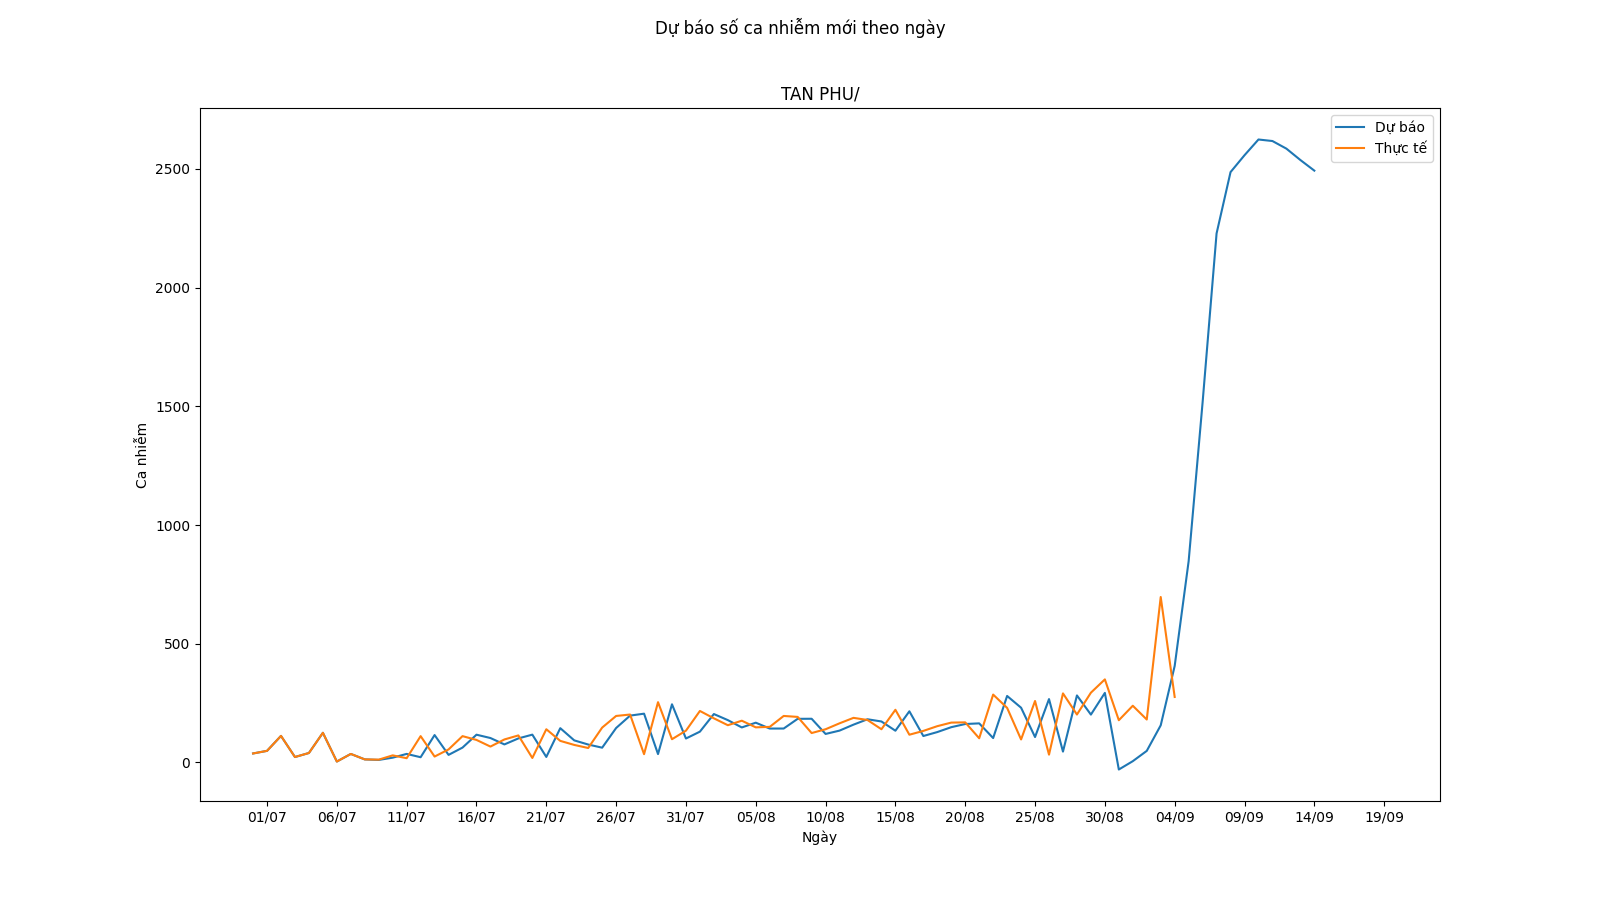 Dự báo số ca nhiễm mới theo ngày
TAN PHU/
Dự báo
Thực tế
2500
2000
1500
1000
500
0
Ca nhiễm
01/07 06/07 11/07 16/07 21/07 26/07 31/07 05/08 10/08 15/08 20/08 25/08 30/08 04/09 09/09 14/09 19/09
Ngày